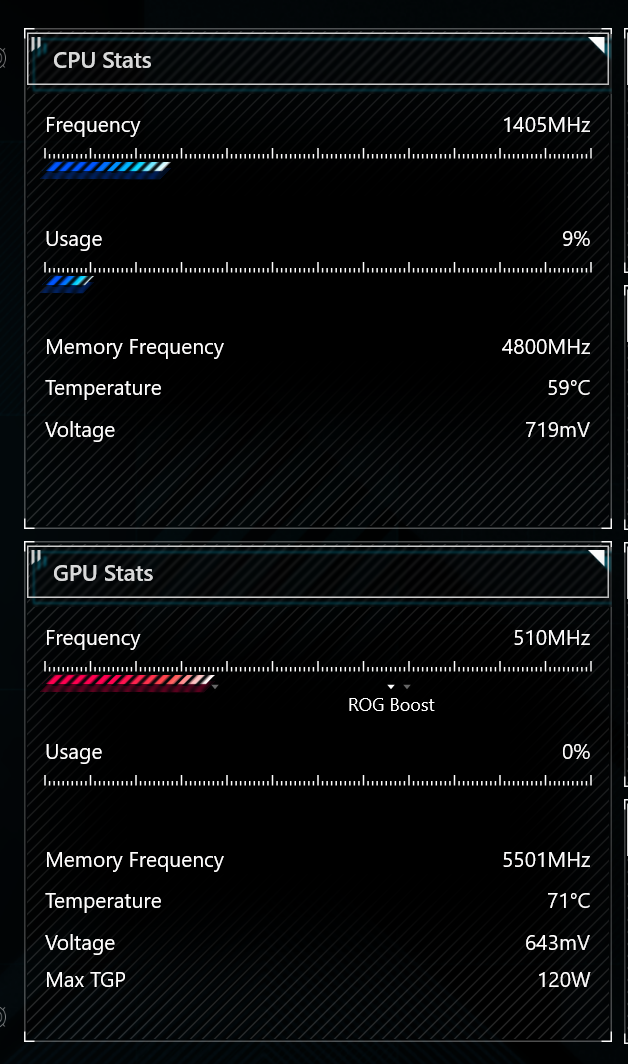 CPU Stats
Frequency 1405MHz
Usage 9%
Memory Frequency 4800MHz
Temperature 59°C
Voltage 719mV
GPU Stats
Frequency 510MHz
ROG Boost
Usage 0%
Memory Frequency 5501MHz
Temperature 71°C
Voltage 643mV
Max TGP 120W